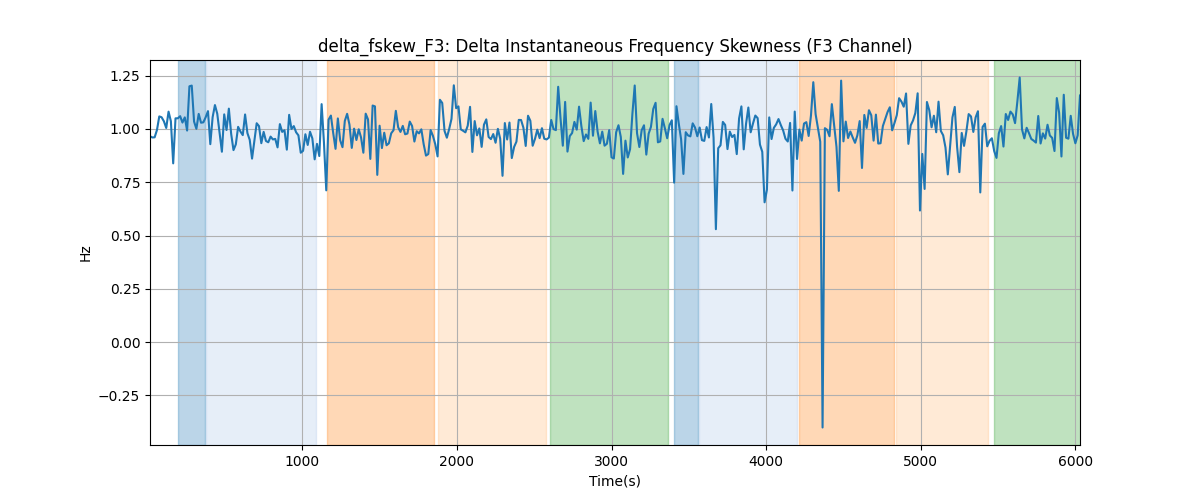 delta_fskew_F3: Delta Instantaneous Frequency Skewness (F3 Channel)
1.25
1.00
0.75
0.50
0.25
0.00
−0.25
Hz
1000 2000 3000 4000 5000 6000
Time(s)